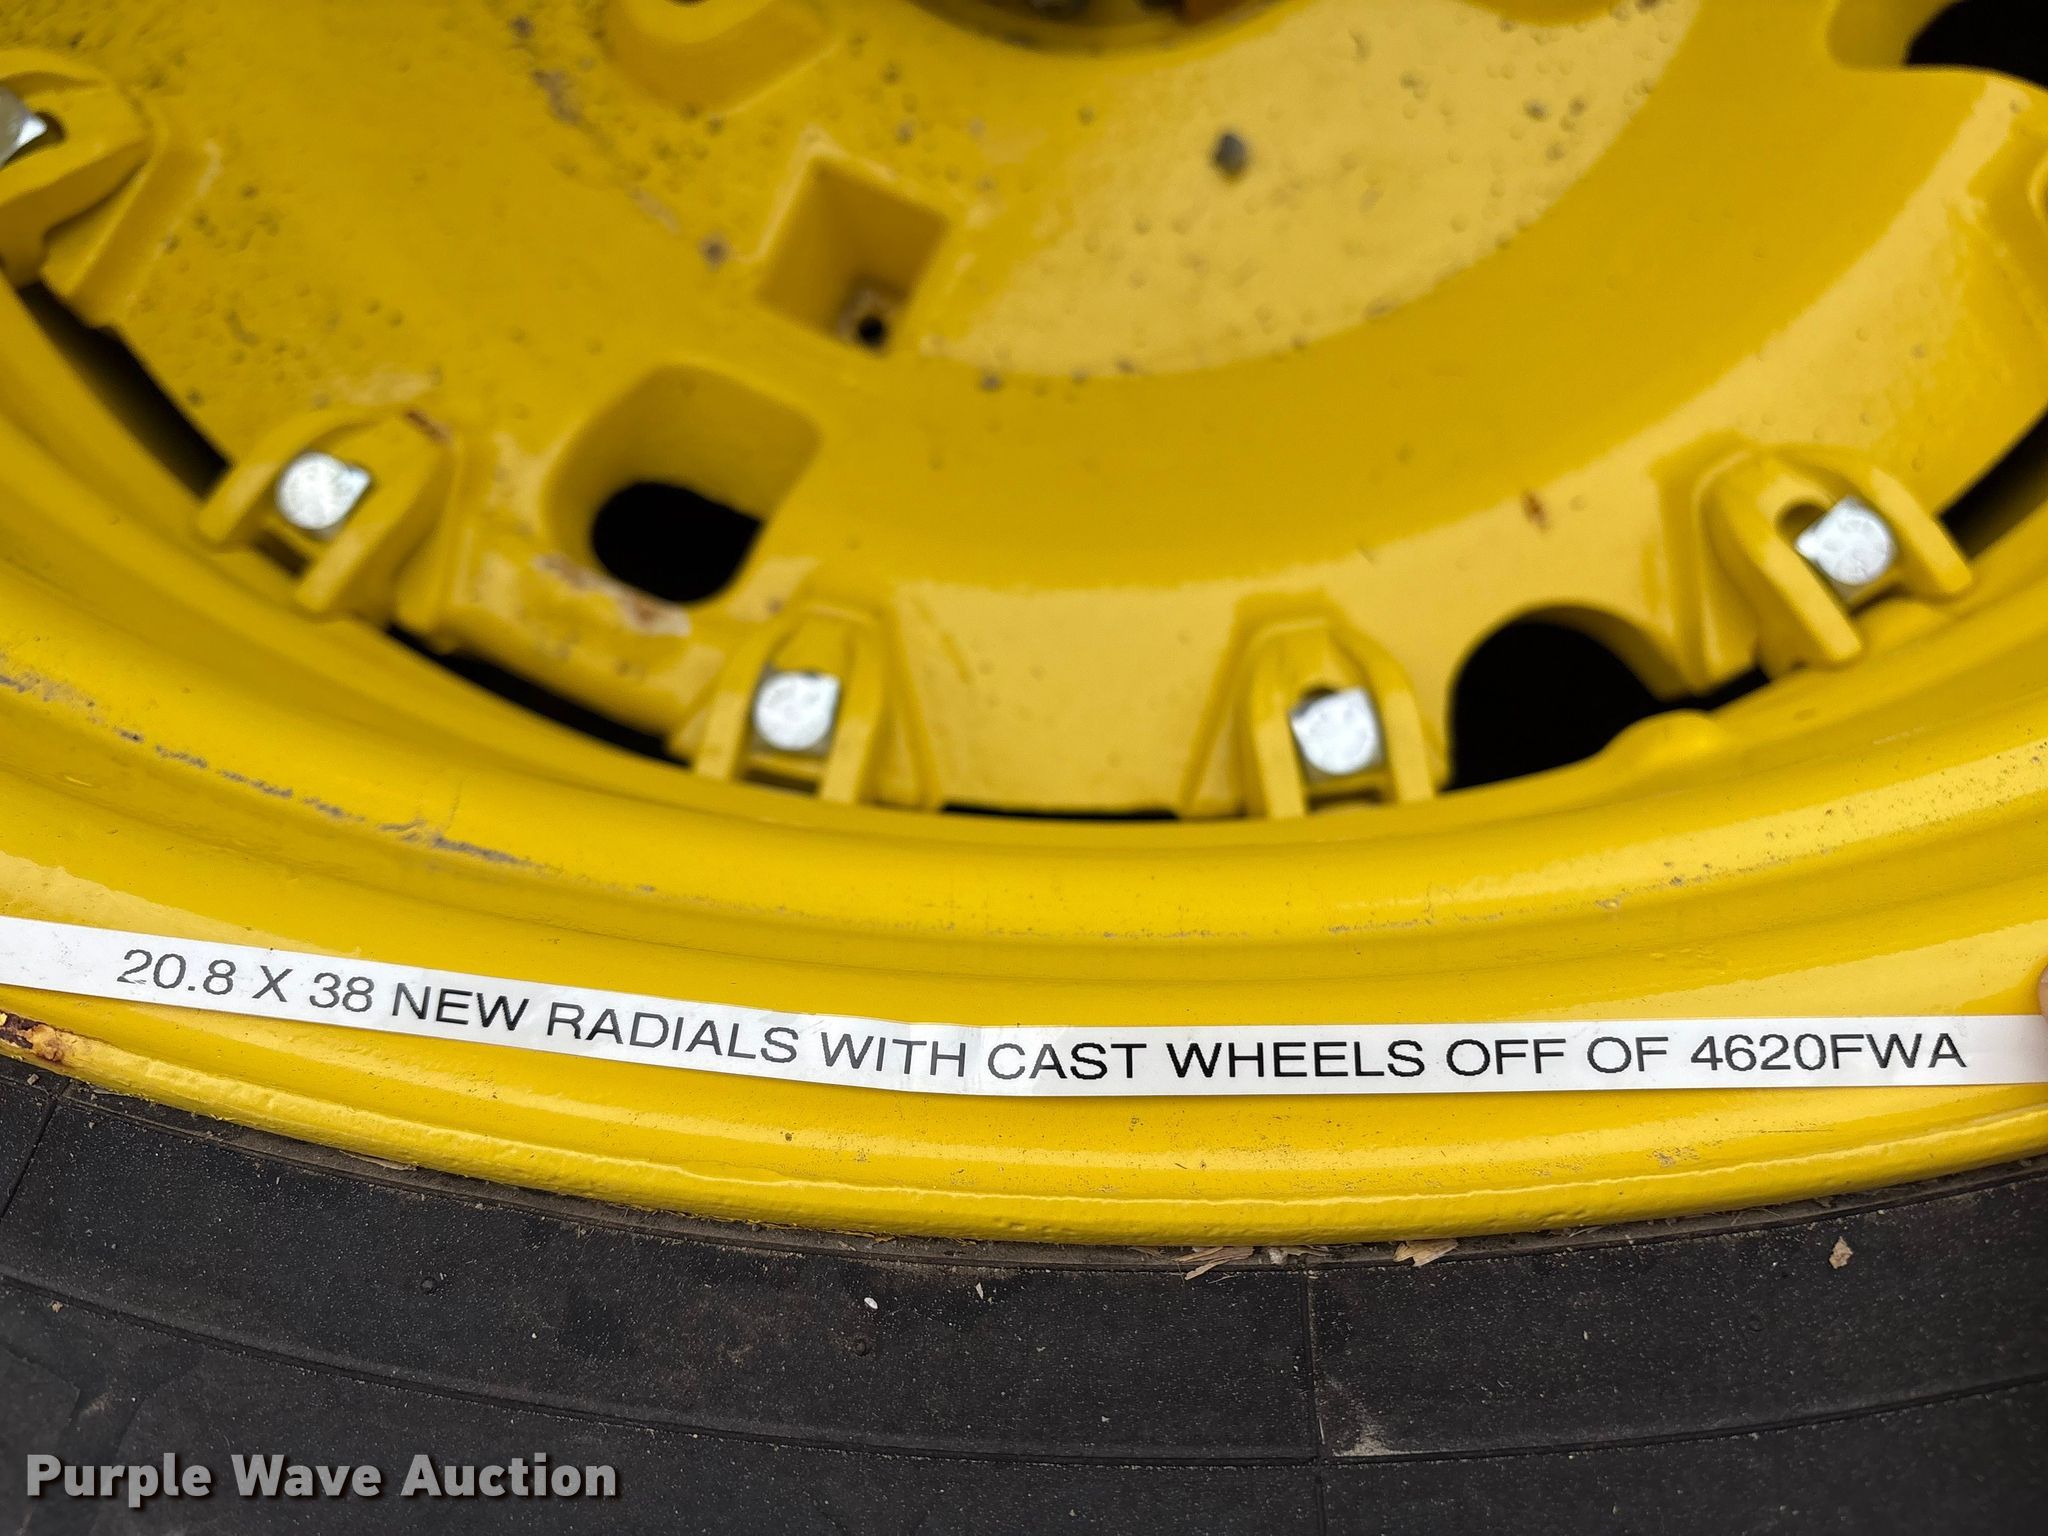 20.8 X 38 NEW RADIALS WITH CAST WHEELS OFF OF 4620FWA
Purple Wave Auction